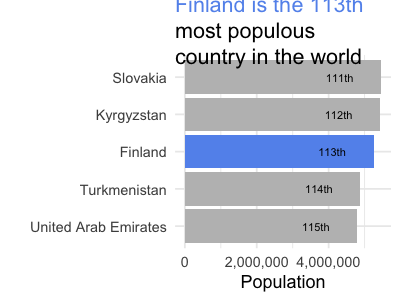 Finland is the 113th
most populous
country in the world
Slovakia 111th
Kyrgyzstan 112th
Finland 113th
Turkmenistan 114th
United Arab Emirates 115th
0 2,000,000 4,000,000
Population